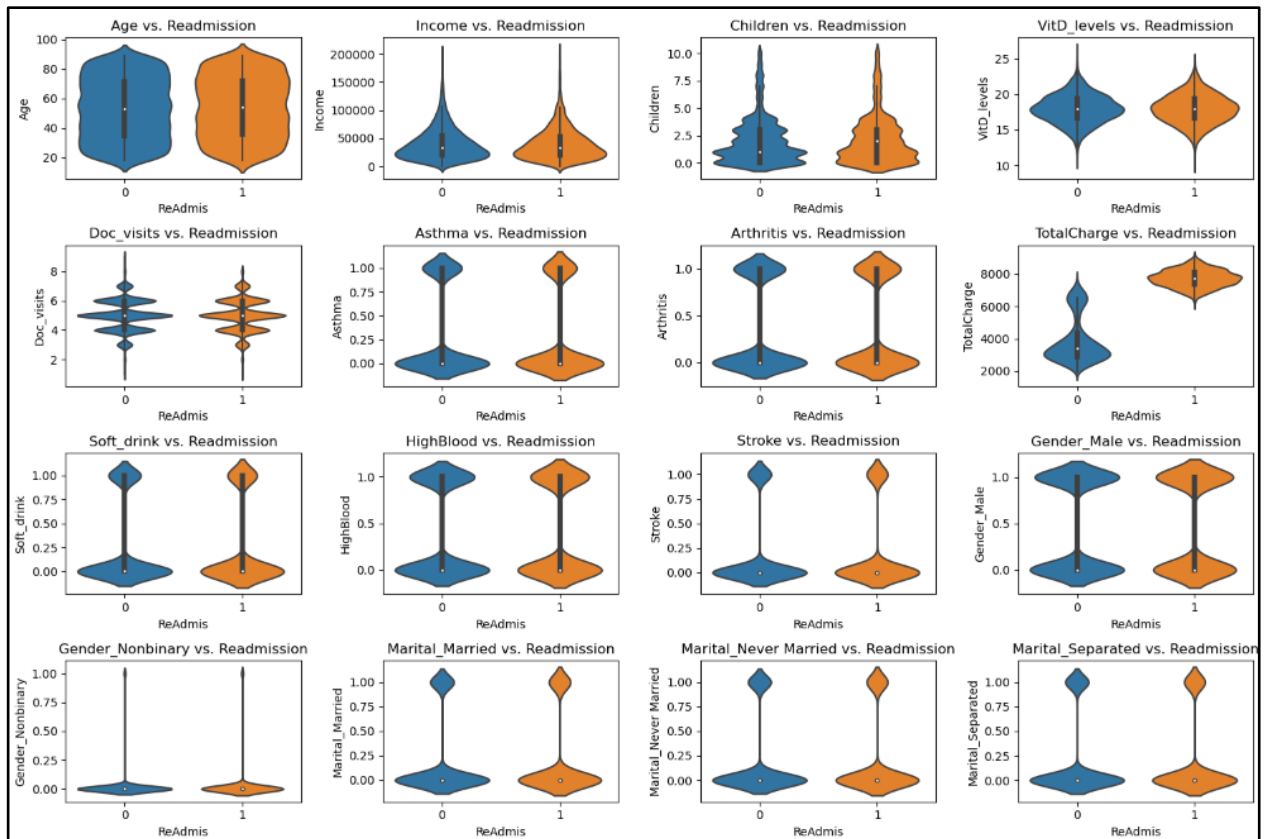 Age vs. Readmission
100
80
60
40
20
Age
0
1
ReAdmis
Income vs. Readmission
200000
150000
100000
50000
0
Income
0
1
ReAdmis
Children vs. Readmission
10.0
7.5
5.0
2.5
0.0
Children
0
1
ReAdmis
VitD_levels vs. Readmission
25
20
15
10
VitD_levels
0
1
ReAdmis
Doc_visits vs. Readmission
8
6
4
2
Doc_visits
0
1
ReAdmis
Asthma vs. Readmission
1.00
0.75
0.50
0.25
0.00
Asthma
0
1
ReAdmis
Arthritis vs. Readmission
1.0
0.5
0.0
Arthritis
0
1
ReAdmis
TotalCharge vs. Readmission
8000
6000
4000
2000
TotalCharge
0
1
ReAdmis
Soft_drink vs. Readmission
1.00
0.75
0.50
0.25
0.00
Soft_drink
0
1
ReAdmis
HighBlood vs. Readmission
1.0
0.5
0.0
HighBlood
0
1
ReAdmis
Stroke vs. Readmission
1.00
0.75
0.50
0.25
0.00
Stroke
0
1
ReAdmis
Gender_Male vs. Readmission
1.0
0.5
0.0
Gender_Male
0
1
ReAdmis
Gender_Nonbinary vs. Readmission
1.00
0.75
0.50
0.25
0.00
Gender_Nonbinary
0
1
ReAdmis
Marital_Married vs. Readmission
1.00
0.75
0.50
0.25
0.00
Marital_Married
0
1
ReAdmis
Marital_Never Married vs. Readmission
1.00
0.75
0.50
0.25
0.00
Marital_Never Married
0
1
ReAdmis
Marital_Separated vs. Readmission
1.00
0.75
0.50
0.25
0.00
Marital_Separated
0
1
ReAdmis